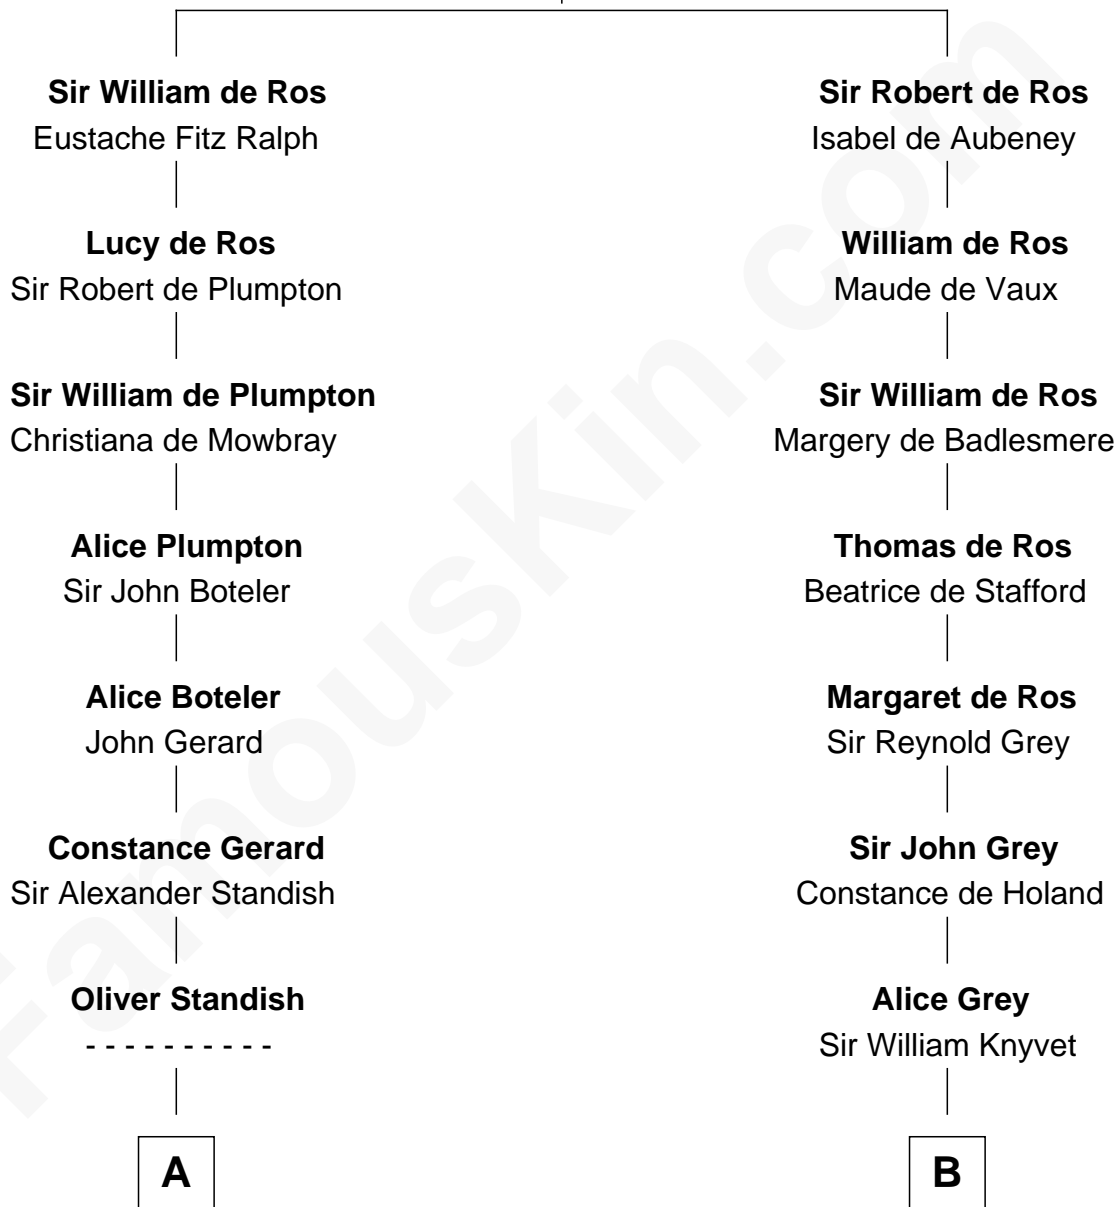 Sir William de Ros
Eustache Fitz Ralph
Lucy de Ros
Sir Robert de Plumpton
Sir William de Plumpton
Christiana de Mowbray
Alice Plumpton
Sir John Boteler
Alice Boteler
John Gerard
Constance Gerard
Sir Alexander Standish
Oliver Standish
- - - - - - - - - -
A
Sir Robert de Ros
Isabel de Aubeney
William de Ros
Maude de Vaux
Sir William de Ros
Margery de Badlesmere
Thomas de Ros
Beatrice de Stafford
Margaret de Ros
Sir Reynold Grey
Sir John Grey
Constance de Holand
Alice Grey
Sir William Knyvet
B
FamousKin.com